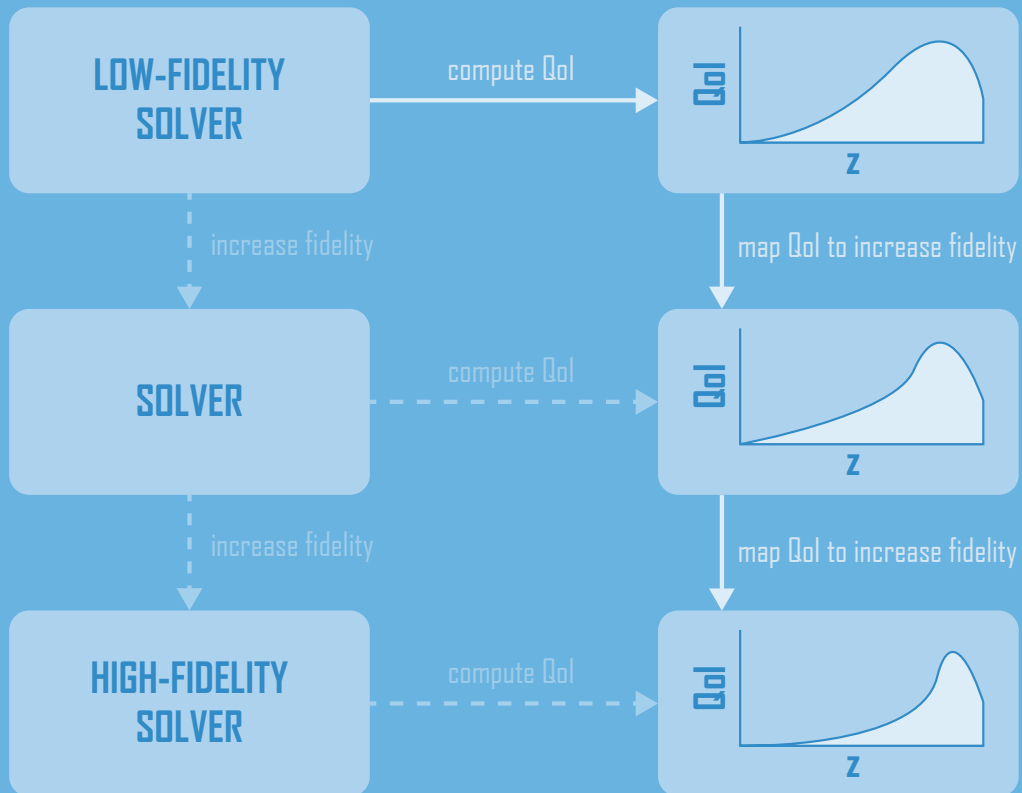 LOW-FIDELITY
SOLVER
compute QoI
QoI
z
increase fidelity
map QoI to increase fidelity
SOLVER
compute QoI
QoI
z
increase fidelity
map QoI to increase fidelity
HIGH-FIDELITY
SOLVER
compute QoI
QoI
z